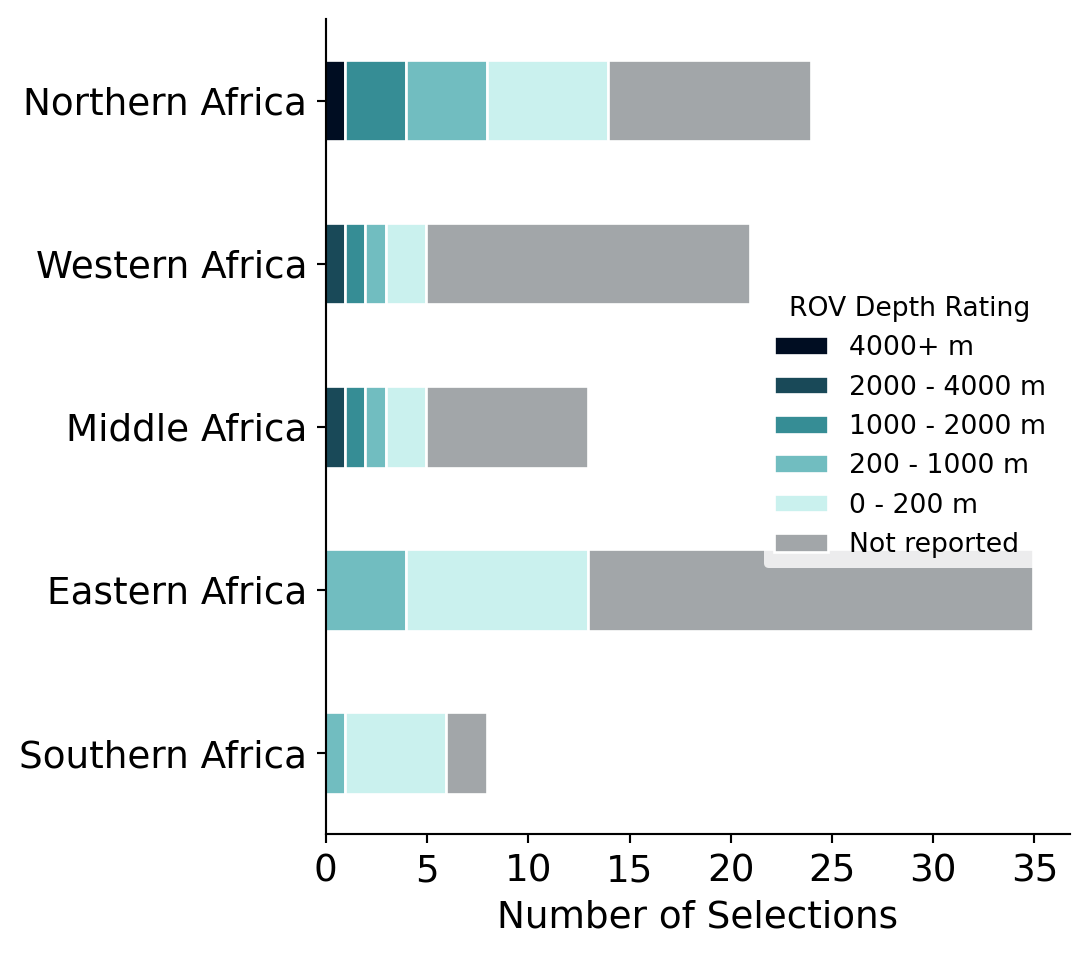 Northern Africa
Western Africa
Middle Africa
Eastern Africa
Southern Africa
ROV Depth Rating
4000+ m
2000 - 4000 m
1000 - 2000 m
200 - 1000 m
0 - 200 m
Not reported
0 5 10 15 20 25 30 35
Number of Selections